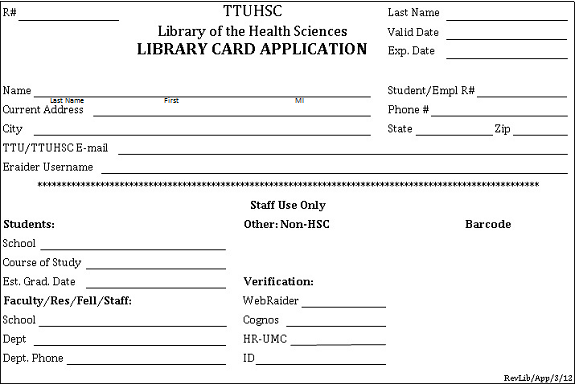 R# TTUHSC Last Name
Library of the Health Sciences Valid Date
LIBRARY CARD APPLICATION Exp. Date
Name Student/Empl R#
Last Name First MI
Current Address Phone #
City State Zip
TTU/TTUHSC E-mail
Eraider Username
****************************************************************************************************
Staff Use Only
Students: Other: Non-HSC Barcode
School
Course of Study
Est. Grad. Date Verification:
Faculty/Res/Fell/Staff: WebRaider
School Cognos
Dept HR-UMC
Dept. Phone ID
RevLib/App/3/12